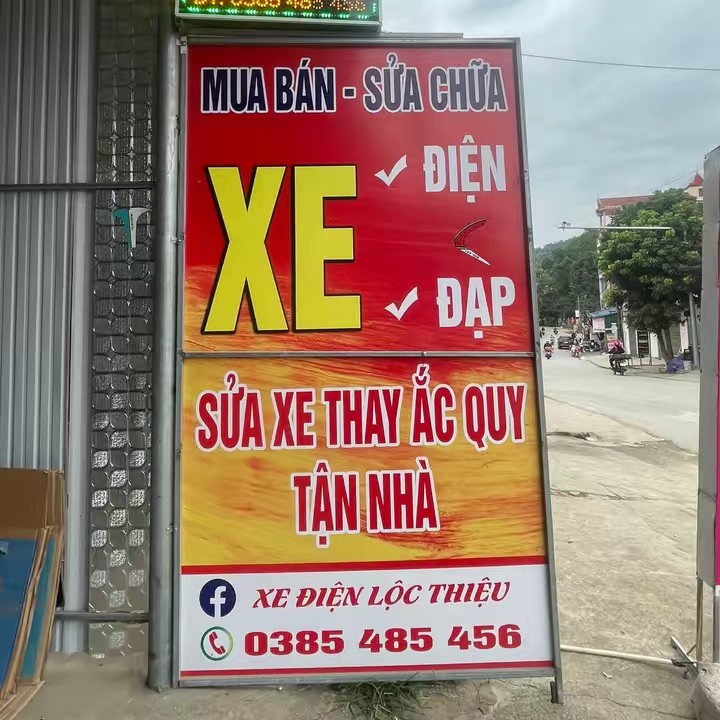 MUA BÁN - SỬA CHỮA
XE
ĐIỆN
ĐẠP
SỬA XE THAY ẮC QUY
TẬN NHÀ
XE ĐIỆN LỘC THIỆU
0385 485 456